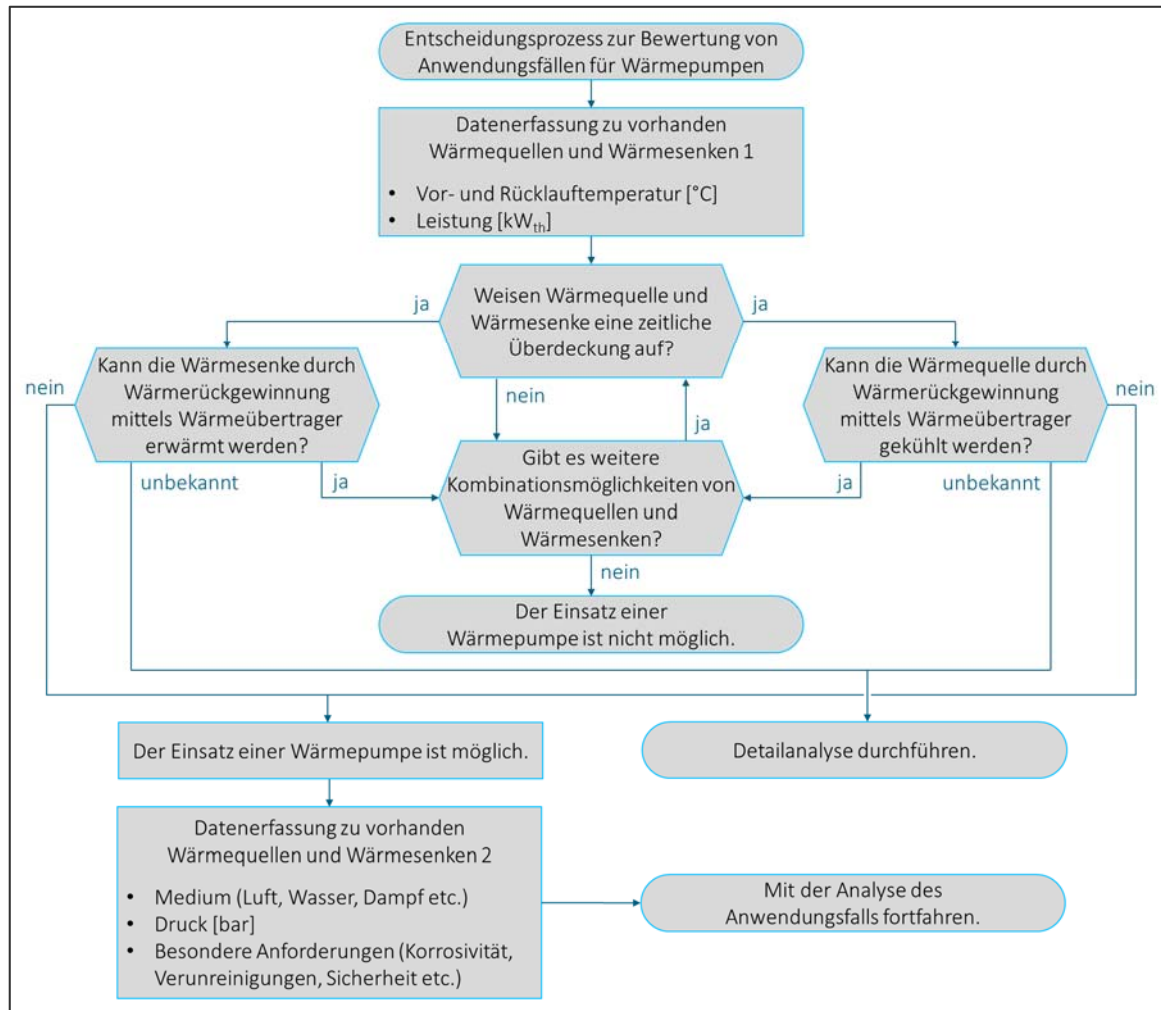 Entscheidungsprozess zur Bewertung von
Anwendungsfällen für Wärmepumpen
Datenerfassung zu vorhanden
Wärmequellen und Wärmesenken 1
• Vor- und Rücklauftemperatur [°C]
• Leistung [kWth]
ja
Weisen Wärmequelle und
Wärmesenke eine zeitliche
Überdeckung auf?
ja
nein
Kann die Wärmesenke durch
Wärmerückgewinnung
mittels Wärmeübertrager
erwärmt werden?
nein
ja
Kann die Wärmequelle durch
Wärmerückgewinnung
mittels Wärmeübertrager
gekühlt werden?
nein
unbekannt
ja
Gibt es weitere
Kombinationsmöglichkeiten von
Wärmequellen und
Wärmesenken?
ja
unbekannt
nein
Der Einsatz einer
Wärmepumpe ist nicht möglich.
Der Einsatz einer Wärmepumpe ist möglich.
Detailanalyse durchführen.
Datenerfassung zu vorhanden
Wärmequellen und Wärmesenken 2
• Medium (Luft, Wasser, Dampf etc.)
• Druck [bar]
• Besondere Anforderungen (Korrosivität,
Verunreinigungen, Sicherheit etc.)
Mit der Analyse des
Anwendungsfalls fortfahren.